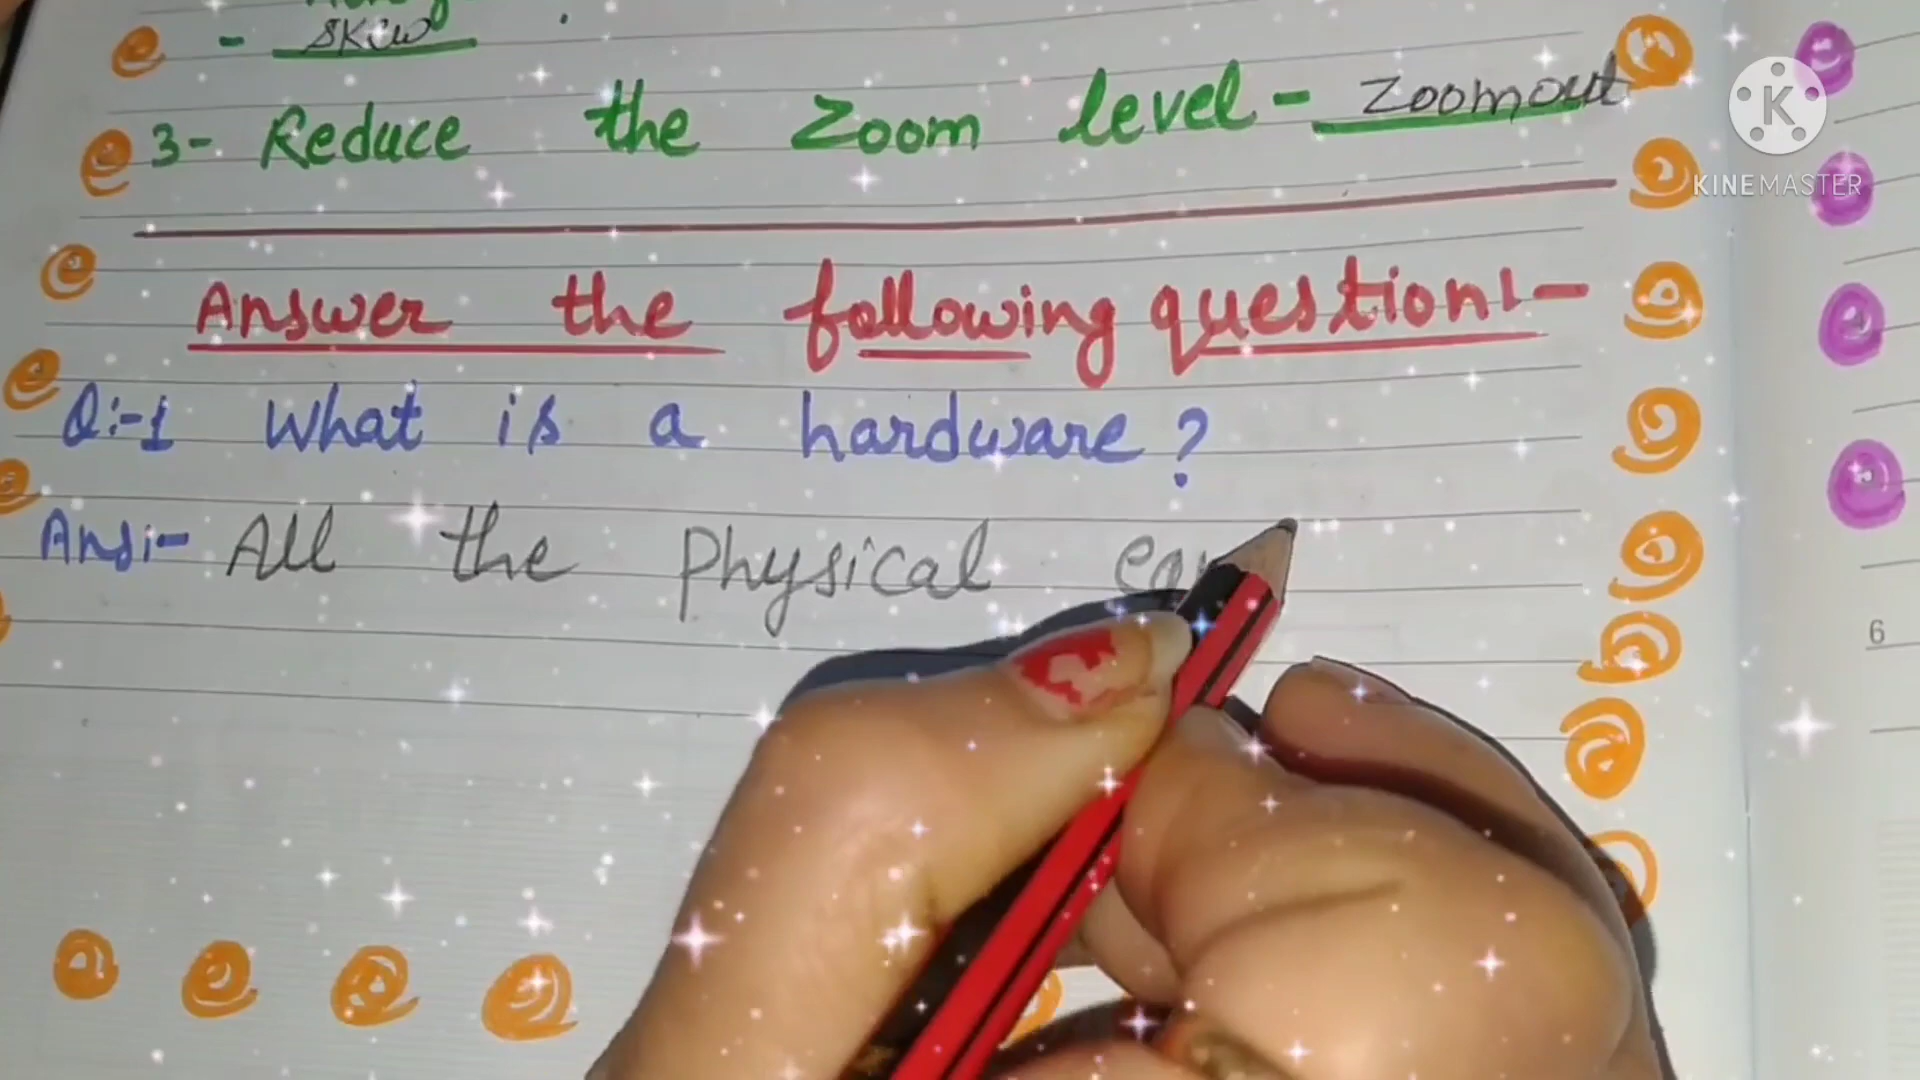 - Skew
3- Reduce the Zoom level - Zoomout
KINEMASTER
Answer the following questions-
Q:-1 What is a hardware?
Ans:- All the Physical
6